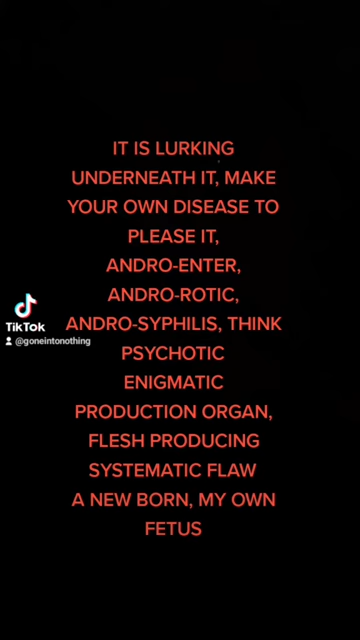 IT IS LURKING
UNDERNEATH IT, MAKE
YOUR OWN DISEASE TO
PLEASE IT,
ANDRO-ENTER,
ANDRO-ROTIC,
ANDRO-SYPHILIS, THINK
PSYCHOTIC
ENIGMATIC
PRODUCTION ORGAN,
FLESH PRODUCING
SYSTEMATIC FLAW
A NEW BORN, MY OWN
FETUS
TikTok
@goneintonothing